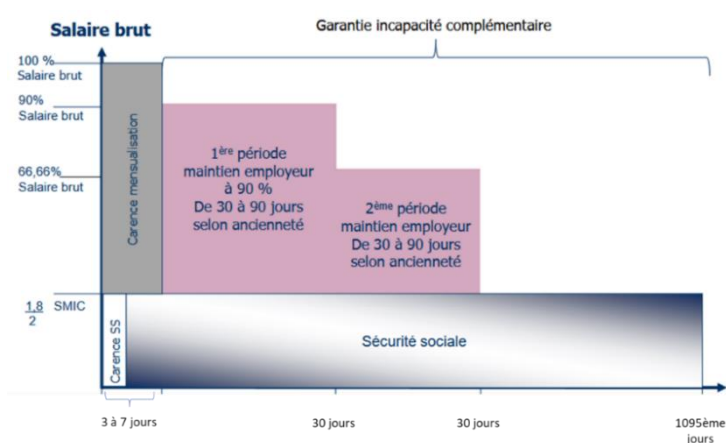 Salaire brut
Garantie incapacité complémentaire
100 %
Salaire brut
90%
Salaire brut
66,66%
Salaire brut
Carence mensualisation
1ère période
maintien employeur
à 90 %
De 30 à 90 jours
selon ancienneté
2ème période
maintien employeur
De 30 à 90 jours
selon ancienneté
1.8 SMIC
2
Carence SS
Sécurité sociale
3 à 7 jours
30 jours
30 jours
1095ème
jours